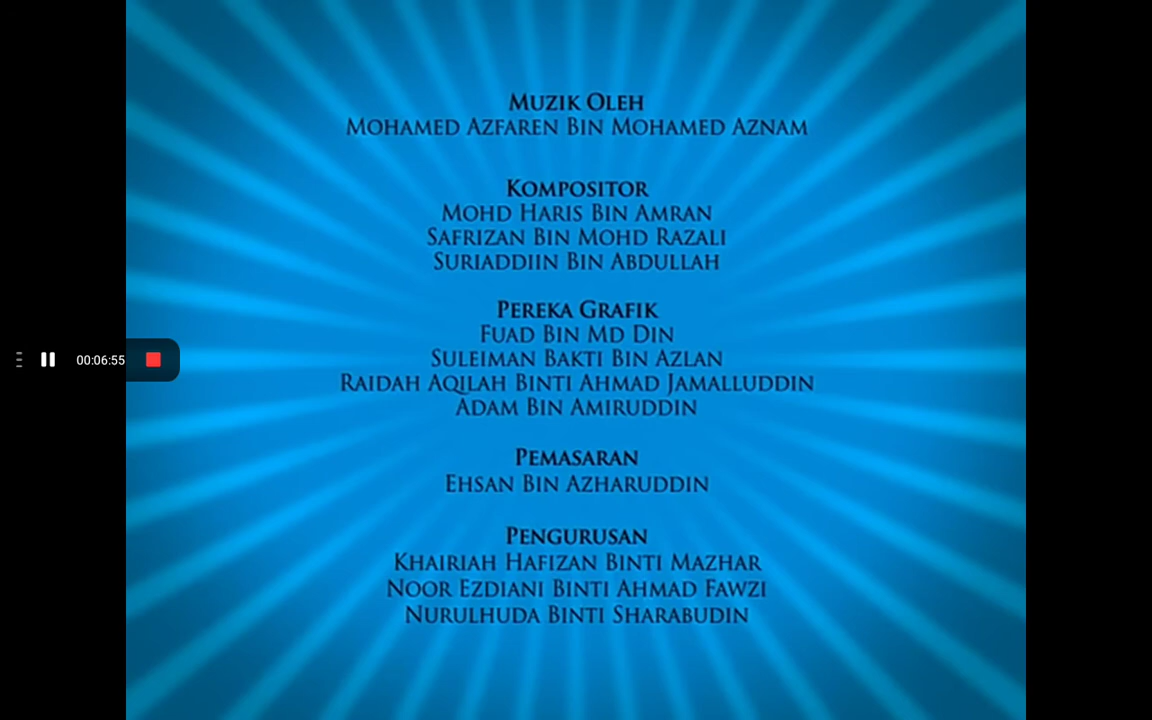 MUZIK OLEH
MOHAMED AZFAREN BIN MOHAMED AZNAM
KOMPOSITOR
MOHD HARIS BIN AMRAN
SAFRIZAN BIN MOHD RAZALI
SURIADDIIN BIN ABDULLAH
PEREKA GRAFIK
FUAD BIN MD DIN
SULEIMAN BAKTI BIN AZLAN
RAIDAH AQILAH BINTI AHMAD JAMALLUDDIN
ADAM BIN AMIRUDDIN
00:06:55
PEMASARAN
EHSAN BIN AZHARUDDIN
PENGURUSAN
KHAIRIAH HAFIZAN BINTI MAZHAR
NOOR EZDIANI BINTI AHMAD FAWZI
NURULHUDA BINTI SHARABUDIN